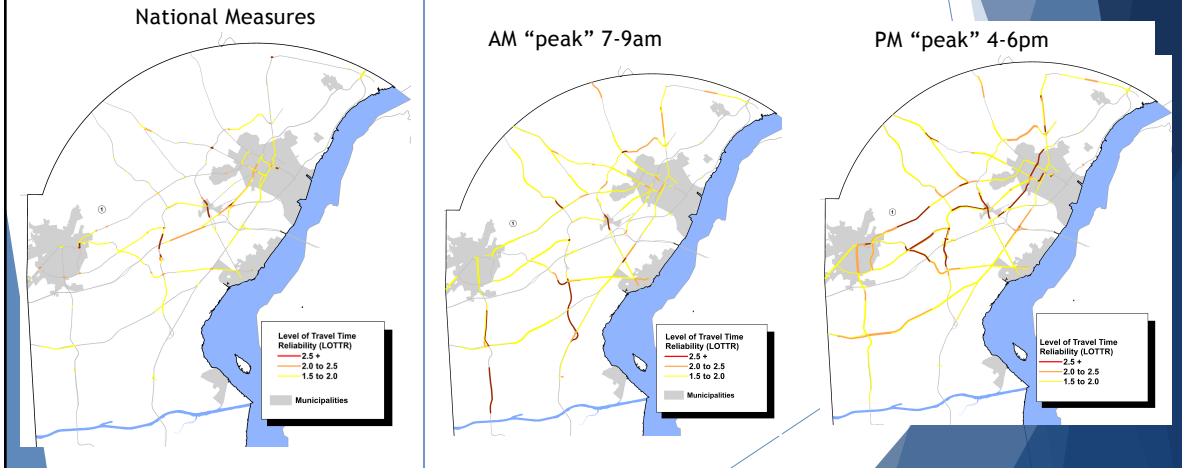 National Measures
AM “peak” 7-9am
PM “peak” 4-6pm
1
Level of Travel Time
Reliability (LOTTR)
2.5 +
2.0 to 2.5
1.5 to 2.0
Municipalities
1
Level of Travel Time
Reliability (LOTTR)
2.5 +
2.0 to 2.5
1.5 to 2.0
Municipalities
1
Level of Travel Time
Reliability (LOTTR)
2.5 +
2.0 to 2.5
1.5 to 2.0